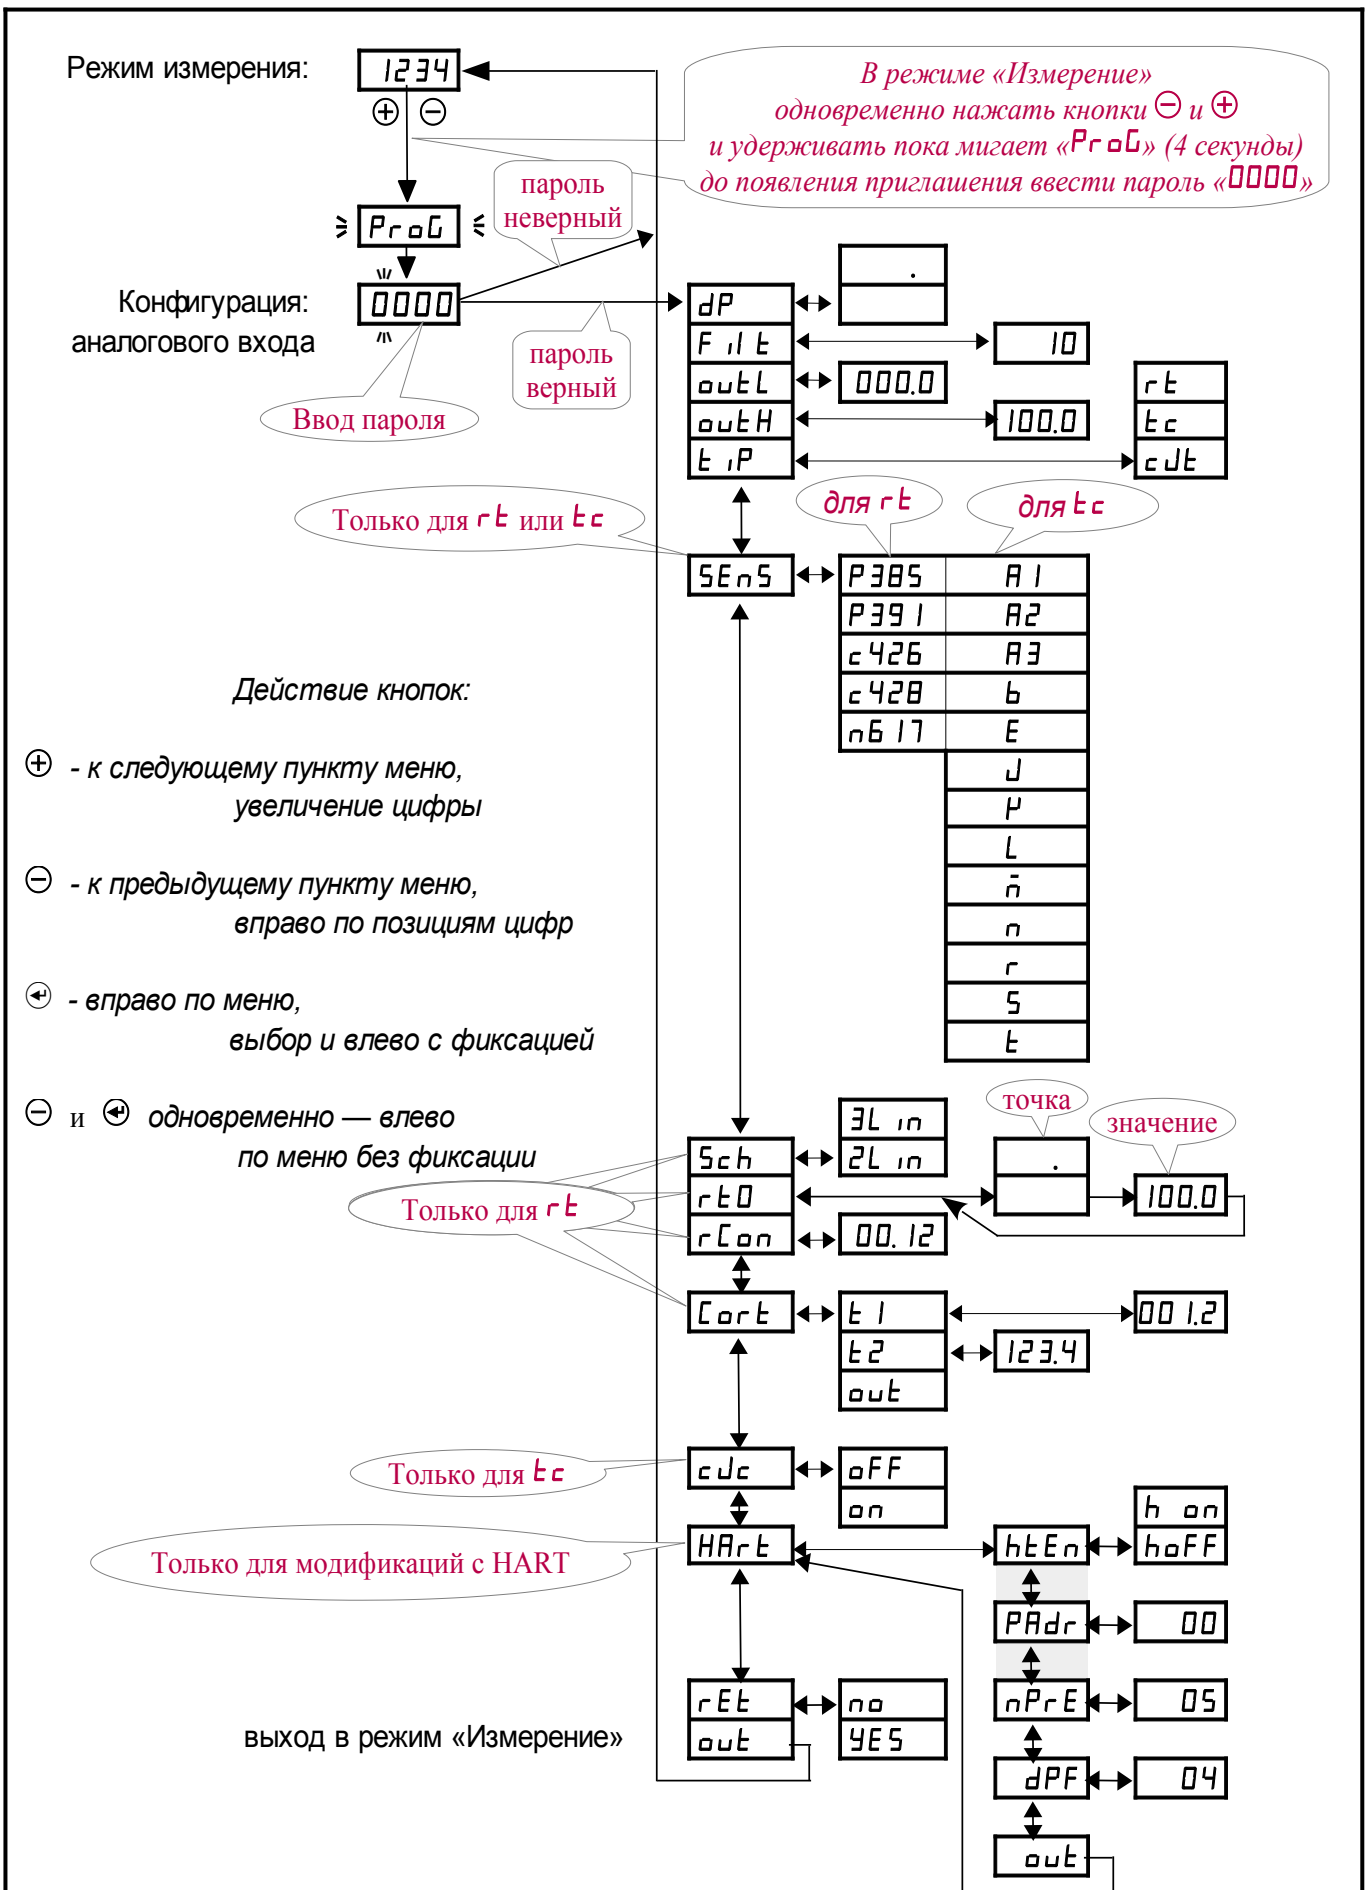 Режим измерения:
1234
В режиме «Измерение»
одновременно нажать кнопки ⊖ и ⊕
и удерживать пока мигает «ProG» (4 секунды)
до появления приглашения ввести пароль «0000»
пароль
неверный
ProG
Конфигурация:
аналогового входа
0000
пароль
верный
Ввод пароля
dP
.
Filt
10
outL
000.0
outH
100.0
tiP
rt
tc
cJt
Только для rt или tc
для rt
для tc
SEnS
P385 A1
P391 A2
c426 A3
c428 b
n617 E
J
μ
L
n̄
n
r
S
t
Действие кнопок:
⊕ - к следующему пункту меню,
увеличение цифры
⊖ - к предыдущему пункту меню,
вправо по позициям цифр
↵ - вправо по меню,
выбор и влево с фиксацией
⊖ и ↵ одновременно — влево
по меню без фиксации
точка
значение
Sch
3Lin
2Lin
Только для rt
rt0
.
100.0
rCon
00.12
Cort
t1
001.2
t2
123.4
out
Только для tc
cJc
oFF
on
Только для модификаций с HART
HArt
htEn
h on
hoFF
PAdr
00
nPrE
05
dPF
04
out
rEt
no
YES
выход в режим «Измерение»
out